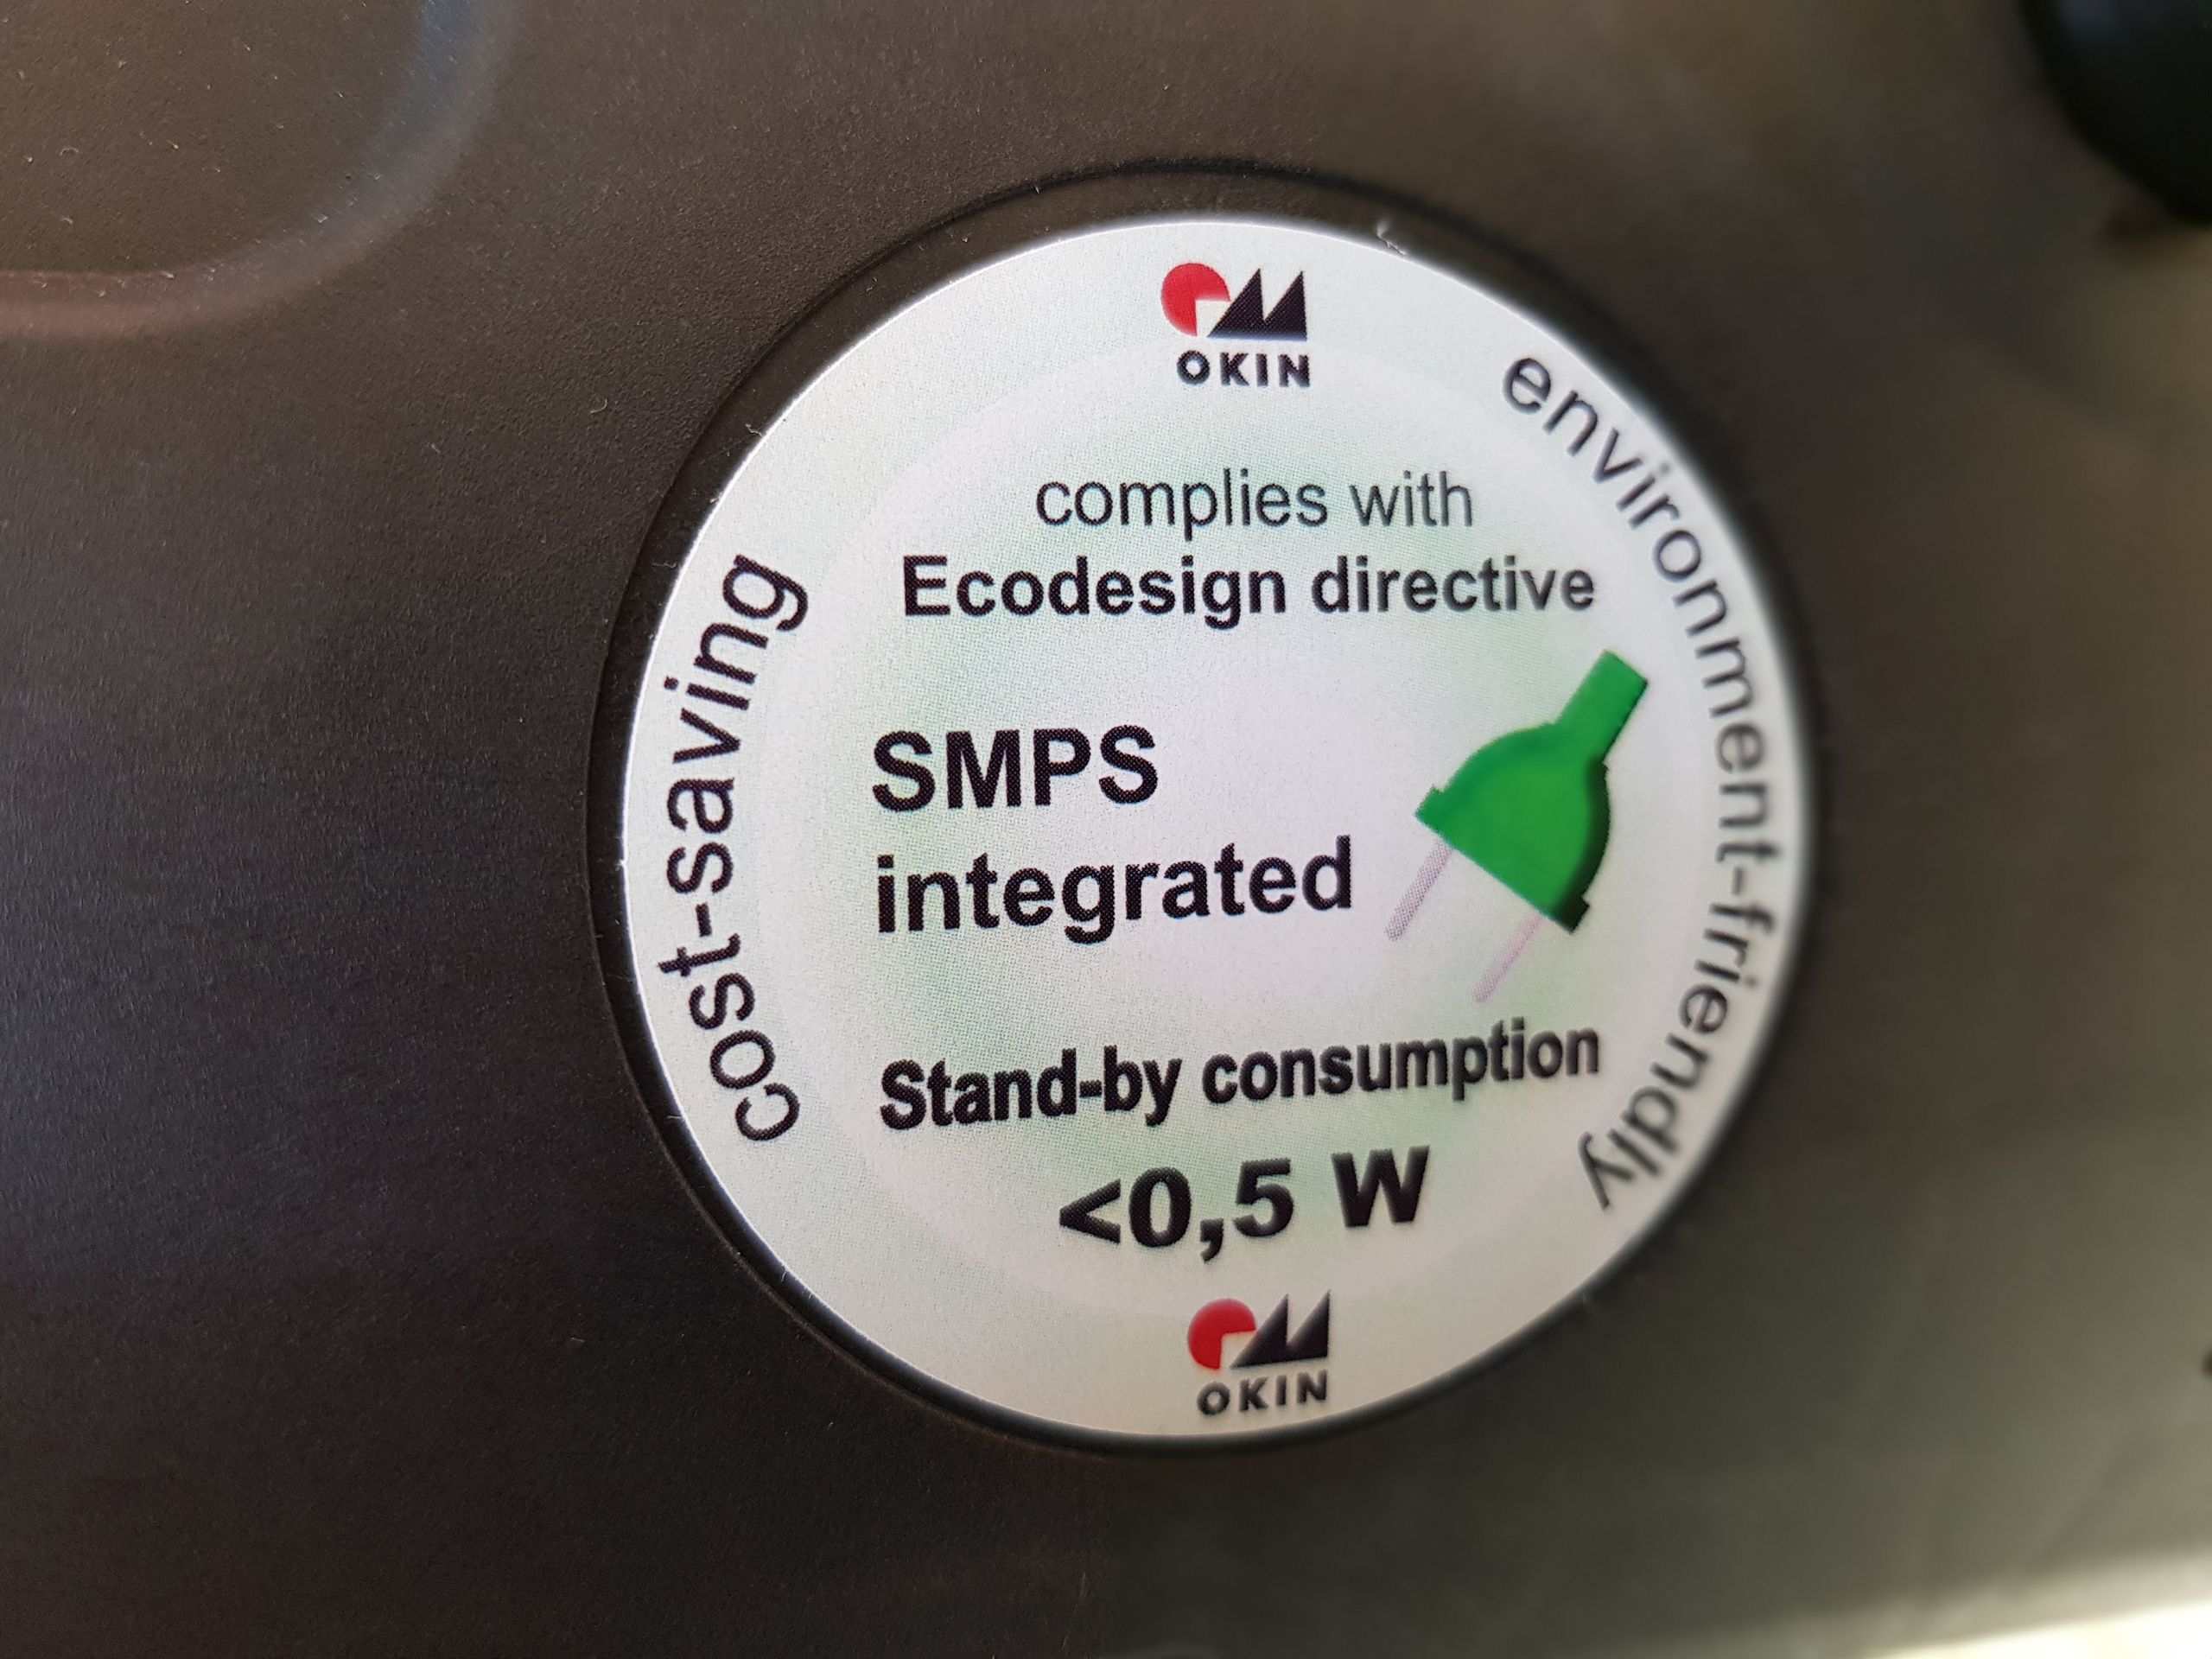 OKIN
complies with
Ecodesign directive
SMPS
integrated
Stand-by consumption
<0,5 W
OKIN
cost-saving
environment-friendly